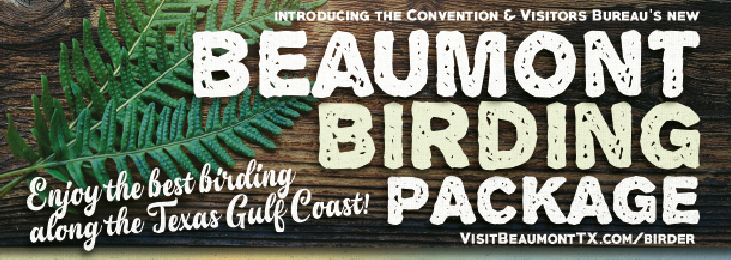 INTRODUCING THE CONVENTION & VISITORS BUREAU'S NEW
BEAUMONT
BIRDING
PACKAGE
Enjoy the best birding
along the Texas Gulf Coast!
VISITBEAUMONTTX.COM/BIRDER